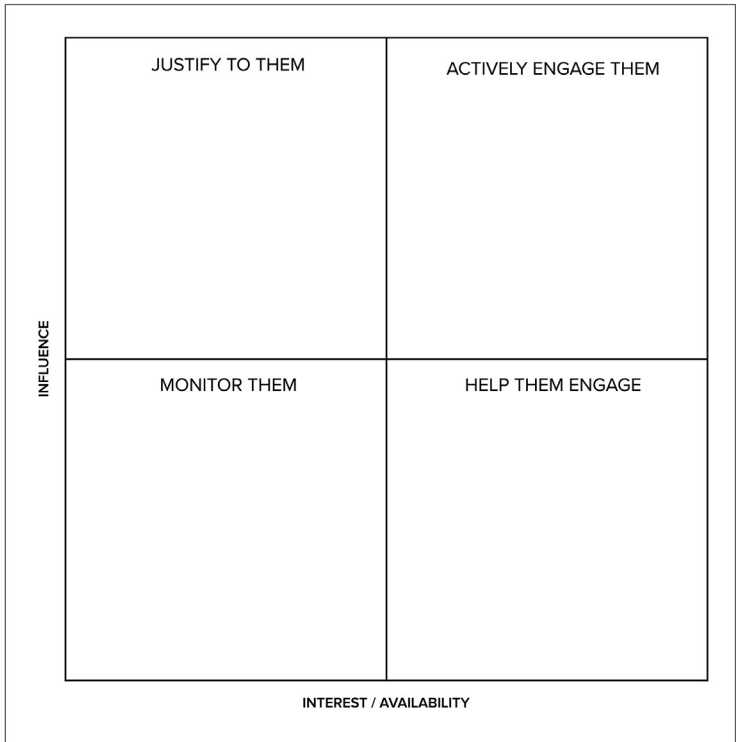 JUSTIFY TO THEM
ACTIVELY ENGAGE THEM
INFLUENCE
MONITOR THEM
HELP THEM ENGAGE
INTEREST / AVAILABILITY